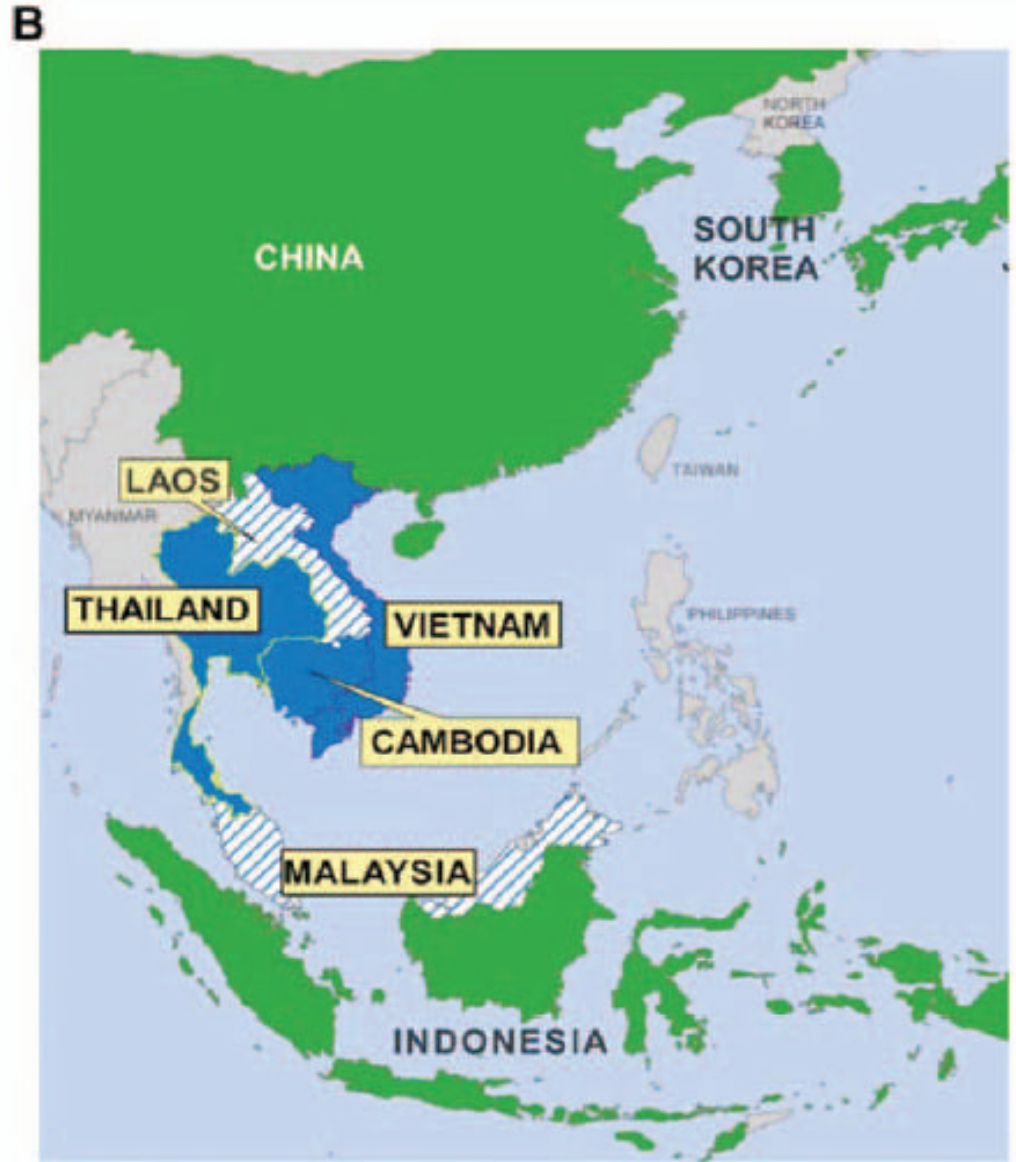 B
NORTH
KOREA
SOUTH
KOREA
CHINA
TAIWAN
LAOS
MYANMAR
THAILAND
VIETNAM
PHILIPPINES
CAMBODIA
MALAYSIA
INDONESIA